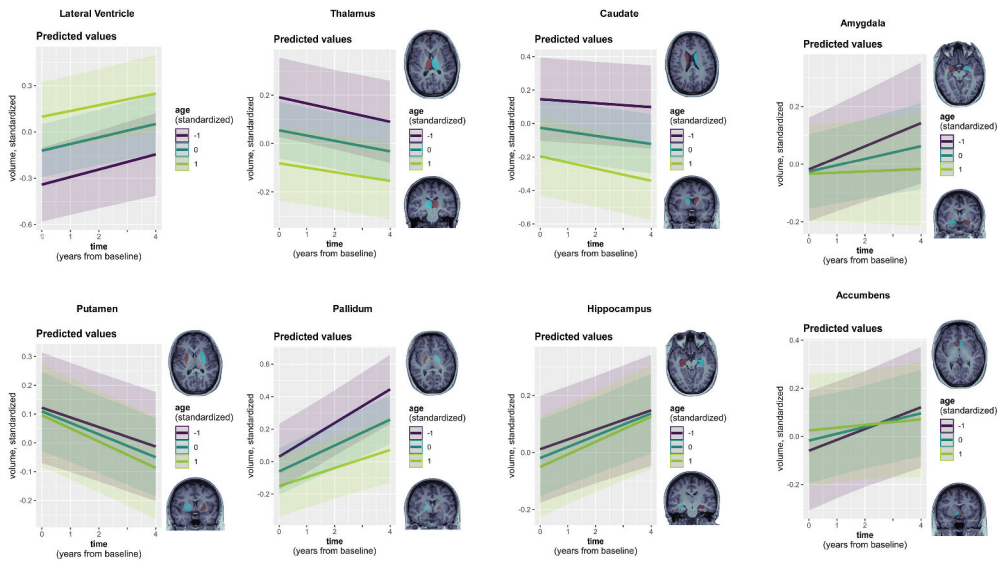 Lateral Ventricle
Predicted values
volume, standardized
0.3
0.0
-0.3
-0.6
0 1 2 3 4
time
(years from baseline)
age
(standardized)
-1
0
1
Thalamus
Predicted values
volume, standardized
0.2
0.0
-0.2
0 1 2 3 4
time
(years from baseline)
age
(standardized)
-1
0
1
Caudate
Predicted values
volume, standardized
0.4
0.2
0.0
-0.2
-0.4
-0.6
0 1 2 3 4
time
(years from baseline)
age
(standardized)
-1
0
1
Amygdala
Predicted values
volume, standardized
0.2
0.0
-0.2
0 1 2 3 4
time
(years from baseline)
age
(standardized)
-1
0
1
Putamen
Predicted values
volume, standardized
0.3
0.2
0.1
0.0
-0.1
-0.2
0 1 2 3 4
time
(years from baseline)
age
(standardized)
-1
0
1
Pallidum
Predicted values
volume, standardized
0.6
0.4
0.2
0.0
-0.2
0 1 2 3 4
time
(years from baseline)
age
(standardized)
-1
0
1
Hippocampus
Predicted values
volume, standardized
0.4
0.2
0.0
-0.2
0 1 2 3 4
time
(years from baseline)
age
(standardized)
-1
0
1
Accumbens
Predicted values
volume, standardized
0.4
0.2
0.0
-0.2
0 1 2 3 4
time
(years from baseline)
age
(standardized)
-1
0
1